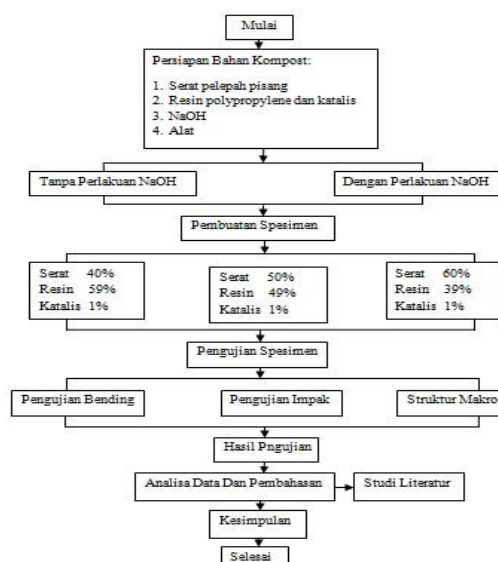 Mulai
Persiapan Bahan Kompost:
1. Serat pelepah pisang
2. Resin polypropylene dan katalis
3. NaOH
4. Alat
Tanpa Perlakuan NaOH
Dengan Perlakuan NaOH
Pembuatan Spesimen
Serat 40%
Resin 59%
Katalis 1%
Serat 50%
Resin 49%
Katalis 1%
Serat 60%
Resin 39%
Katalis 1%
Pengujian Spesimen
Pengujian Bending
Pengujian Impak
Struktur Makro
Hasil Pngujian
Analisa Data Dan Pembahasan
Studi Literatur
Kesimpulan
Selesai